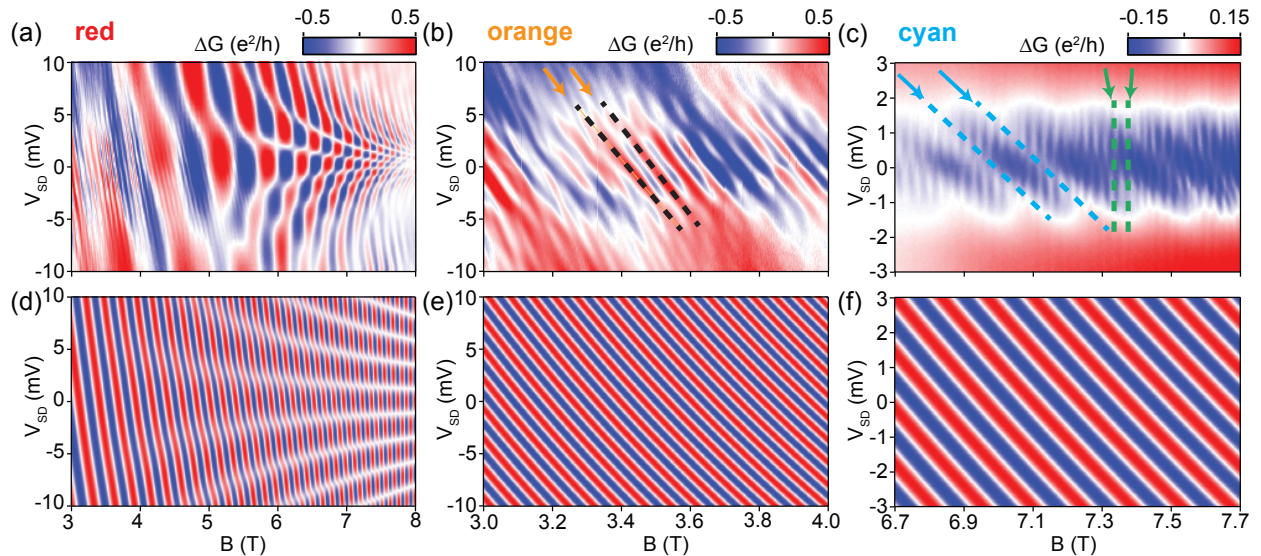 (a) red -0.5 0.5
ΔG (e²/h)
(b) orange -0.5 0.5
ΔG (e²/h)
(c) cyan -0.15 0.15
ΔG (e²/h)
V_SD (mV)
10
5
0
-5
-10
V_SD (mV)
10
5
0
-5
-10
V_SD (mV)
3
2
1
0
-1
-2
-3
(d)
V_SD (mV)
10
5
0
-5
-10
3 4 5 6 7 8
B (T)
(e)
V_SD (mV)
10
5
0
-5
-10
3.0 3.2 3.4 3.6 3.8 4.0
B (T)
(f)
V_SD (mV)
3
2
1
0
-1
-2
-3
6.7 6.9 7.1 7.3 7.5 7.7
B (T)